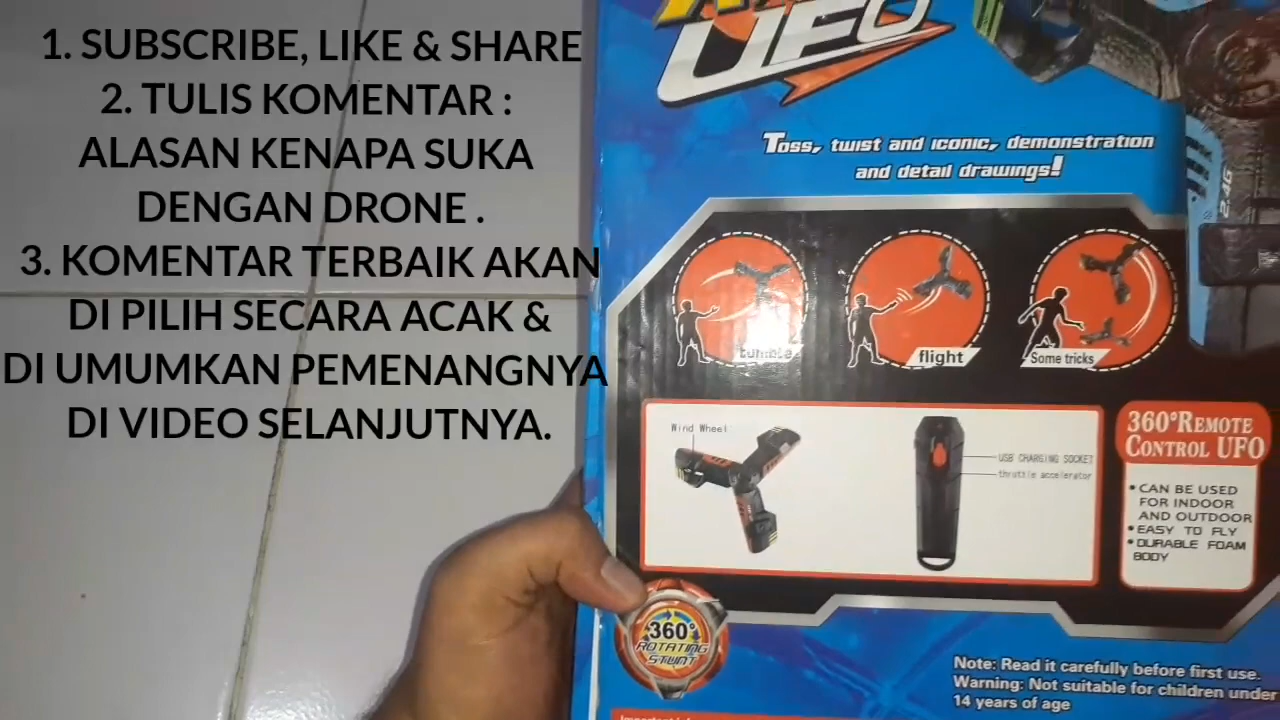 1. SUBSCRIBE, LIKE & SHARE
2. TULIS KOMENTAR :
ALASAN KENAPA SUKA
DENGAN DRONE .
3. KOMENTAR TERBAIK AKAN
DI PILIH SECARA ACAK &
DI UMUMKAN PEMENANGNYA
DI VIDEO SELANJUTNYA.
UFO
Toss, twist and iconic, demonstration
and detail drawings!
2.4G
tumble
flight
Some tricks
Wind Wheel
USB CHARGING SOCKET
thruttle accelerator
360°REMOTE
CONTROL UFO
• CAN BE USED
FOR INDOOR
AND OUTDOOR
• EASY TO FLY
• DURABLE FOAM
BODY
360°
ROTATING
STUNT
Note: Read it carefully before first use.
Warning: Not suitable for children under
14 years of age